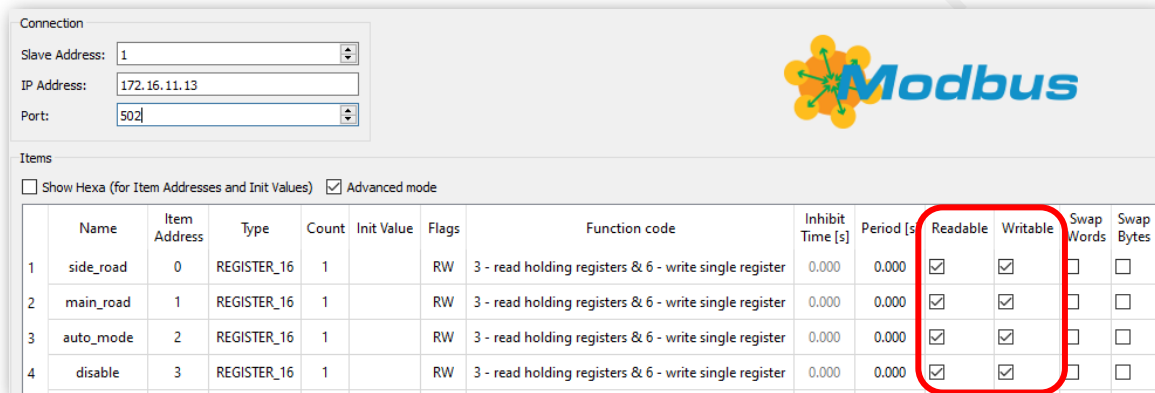 Connection
Slave Address: 1
IP Address: 172.16.11.13
Port: 502
Modbus
Items
Show Hexa (for Item Addresses and Init Values) Advanced mode
Name Item Address Type Count Init Value Flags Function code Inhibit Time [s] Period [s] Readable Writable Swap Words Swap Bytes
1 side_road 0 REGISTER_16 1 RW 3 - read holding registers & 6 - write single register 0.000 0.000
2 main_road 1 REGISTER_16 1 RW 3 - read holding registers & 6 - write single register 0.000 0.000
3 auto_mode 2 REGISTER_16 1 RW 3 - read holding registers & 6 - write single register 0.000 0.000
4 disable 3 REGISTER_16 1 RW 3 - read holding registers & 6 - write single register 0.000 0.000